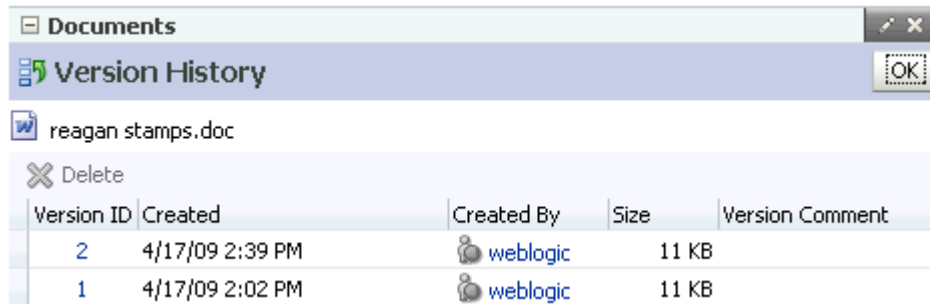 Documents
Version History OK
reagan stamps.doc
Delete
Version ID Created Created By Size Version Comment
2 4/17/09 2:39 PM weblogic 11 KB
1 4/17/09 2:02 PM weblogic 11 KB